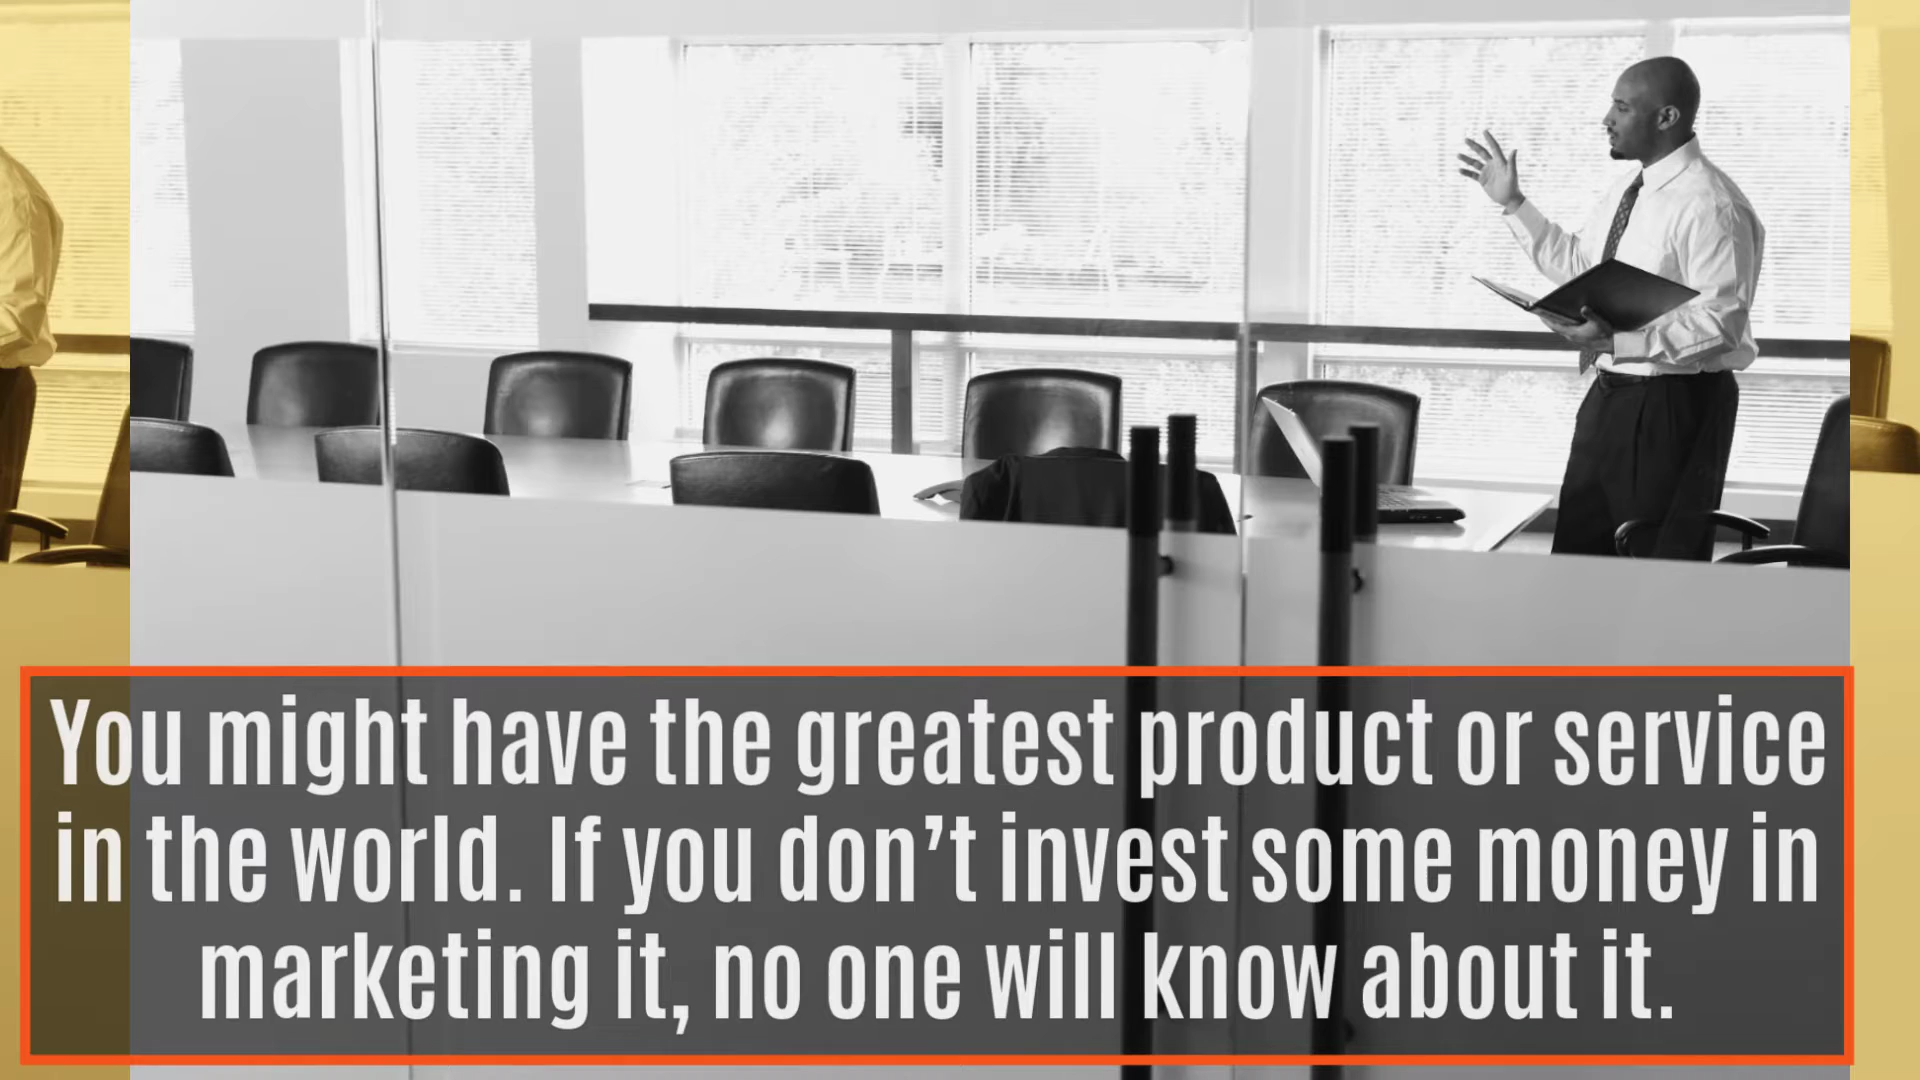 You might have the greatest product or service
in the world. If you don’t invest some money in
marketing it, no one will know about it.